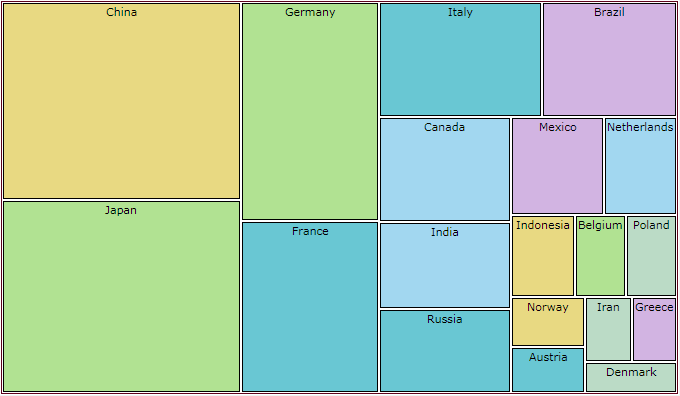 China
Germany
Italy
Brazil
Canada
Mexico
Netherlands
Japan
France
India
Indonesia
Belgium
Poland
Russia
Norway
Iran
Greece
Austria
Denmark